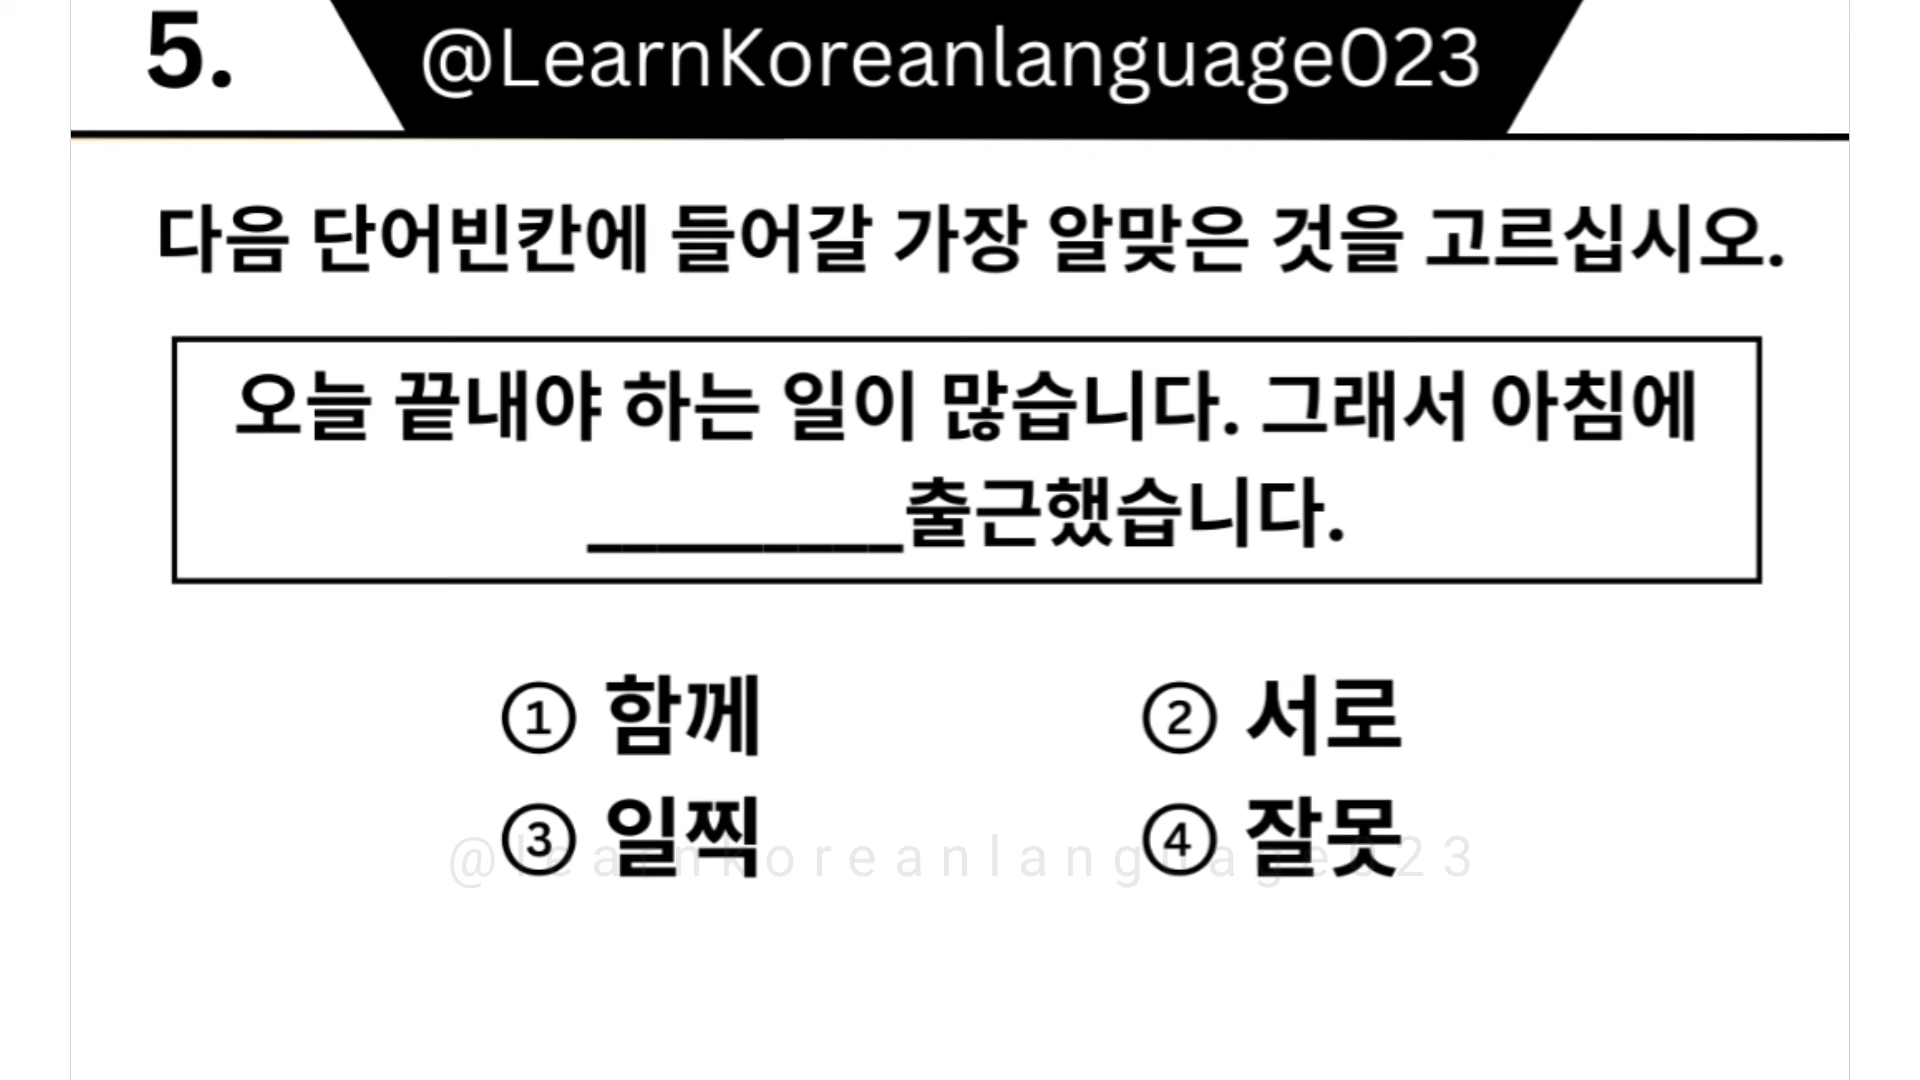 5.
@LearnKoreanlanguage023
다음 단어빈칸에 들어갈 가장 알맞은 것을 고르십시오.
오늘 끝내야 하는 일이 많습니다. 그래서 아침에
_________출근했습니다.
① 함께 ② 서로
③ 일찍 ④ 잘못
@learnkoreanlanguage023